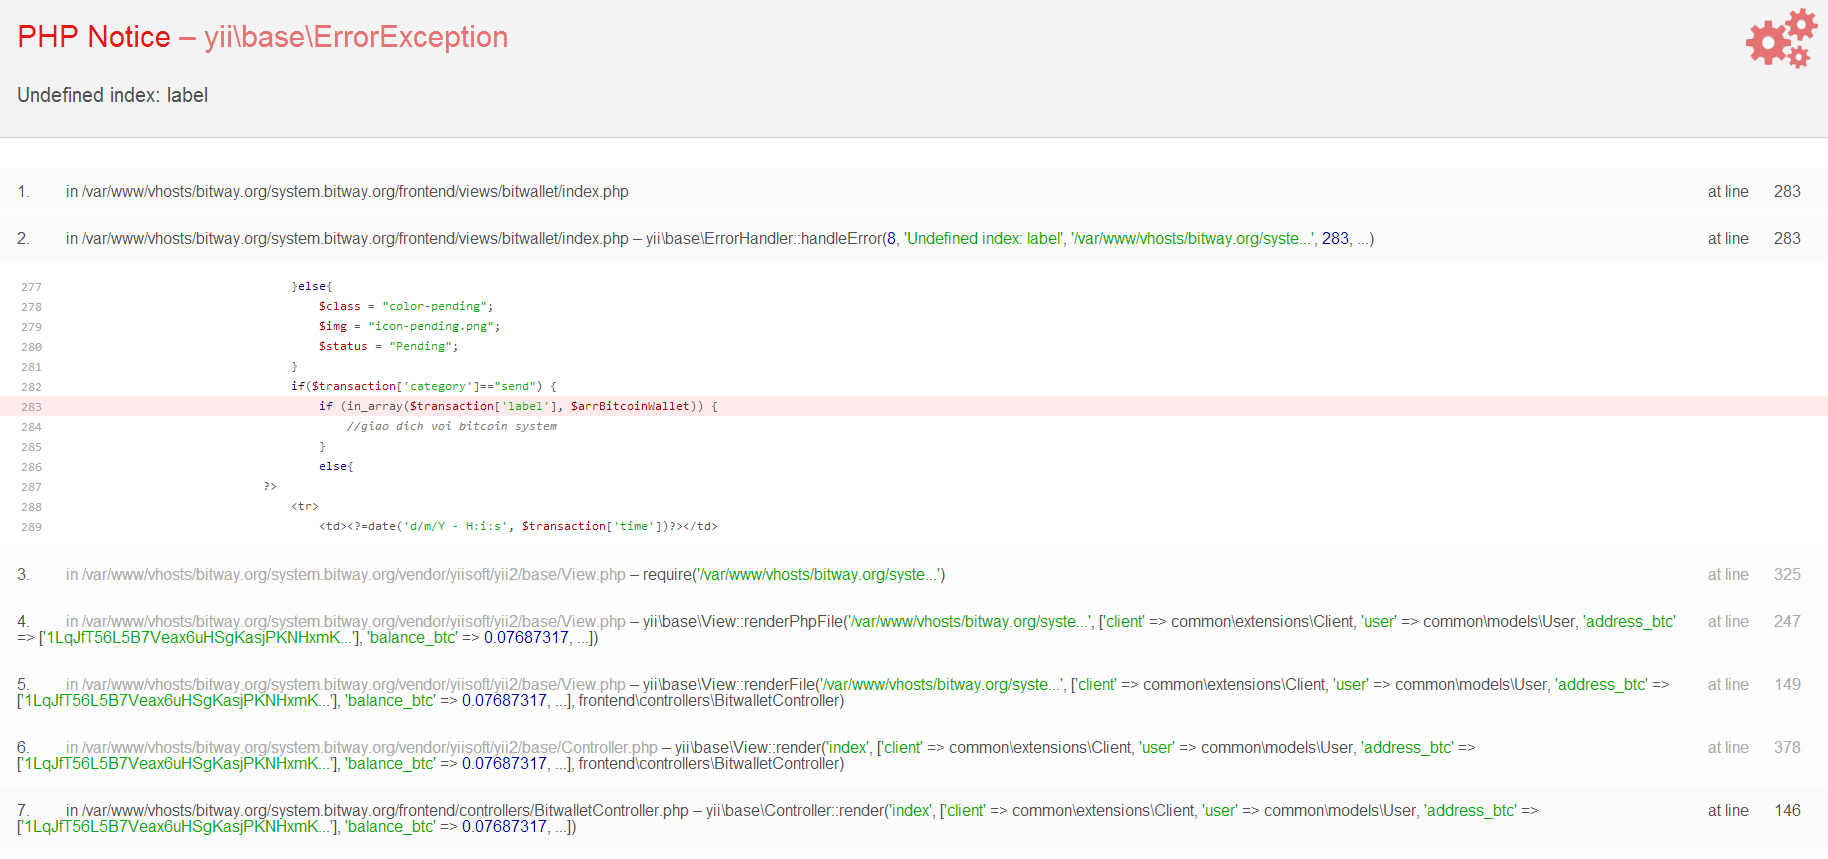 PHP Notice – yii\base\ErrorException
Undefined index: label
1. in /var/www/vhosts/bitway.org/system.bitway.org/frontend/views/bitwallet/index.php at line 283
2. in /var/www/vhosts/bitway.org/system.bitway.org/frontend/views/bitwallet/index.php – yii\base\ErrorHandler::handleError(8, 'Undefined index: label', '/var/www/vhosts/bitway.org/syste...', 283, ...) at line 283
277 }else{
278 $class = "color-pending";
279 $img = "icon-pending.png";
280 $status = "Pending";
281 }
282 if($transaction['category']=="send") {
283 if (in_array($transaction['label'], $arrBitcoinWallet)) {
284 //giao dich voi bitcoin system
285 }
286 else{
287 ?>
288 <tr>
289 <td><?=date('d/m/Y - H:i:s', $transaction['time'])?></td>
3. in /var/www/vhosts/bitway.org/system.bitway.org/vendor/yiisoft/yii2/base/View.php – require('/var/www/vhosts/bitway.org/syste...') at line 325
4. in /var/www/vhosts/bitway.org/system.bitway.org/vendor/yiisoft/yii2/base/View.php – yii\base\View::renderPhpFile('/var/www/vhosts/bitway.org/syste...', ['client' => common\extensions\Client, 'user' => common\models\User, 'address_btc' at line 247
=> ['1LqJfT56L5B7Veax6uHSgKasjPKNHxmK...'], 'balance_btc' => 0.07687317, ...])
5. in /var/www/vhosts/bitway.org/system.bitway.org/vendor/yiisoft/yii2/base/View.php – yii\base\View::renderFile('/var/www/vhosts/bitway.org/syste...', ['client' => common\extensions\Client, 'user' => common\models\User, 'address_btc' => at line 149
['1LqJfT56L5B7Veax6uHSgKasjPKNHxmK...'], 'balance_btc' => 0.07687317, ...], frontend\controllers\BitwalletController)
6. in /var/www/vhosts/bitway.org/system.bitway.org/vendor/yiisoft/yii2/base/Controller.php – yii\base\View::render('index', ['client' => common\extensions\Client, 'user' => common\models\User, 'address_btc' => at line 378
['1LqJfT56L5B7Veax6uHSgKasjPKNHxmK...'], 'balance_btc' => 0.07687317, ...], frontend\controllers\BitwalletController)
7. in /var/www/vhosts/bitway.org/system.bitway.org/frontend/controllers/BitwalletController.php – yii\base\Controller::render('index', ['client' => common\extensions\Client, 'user' => common\models\User, 'address_btc' => at line 146
['1LqJfT56L5B7Veax6uHSgKasjPKNHxmK...'], 'balance_btc' => 0.07687317, ...])